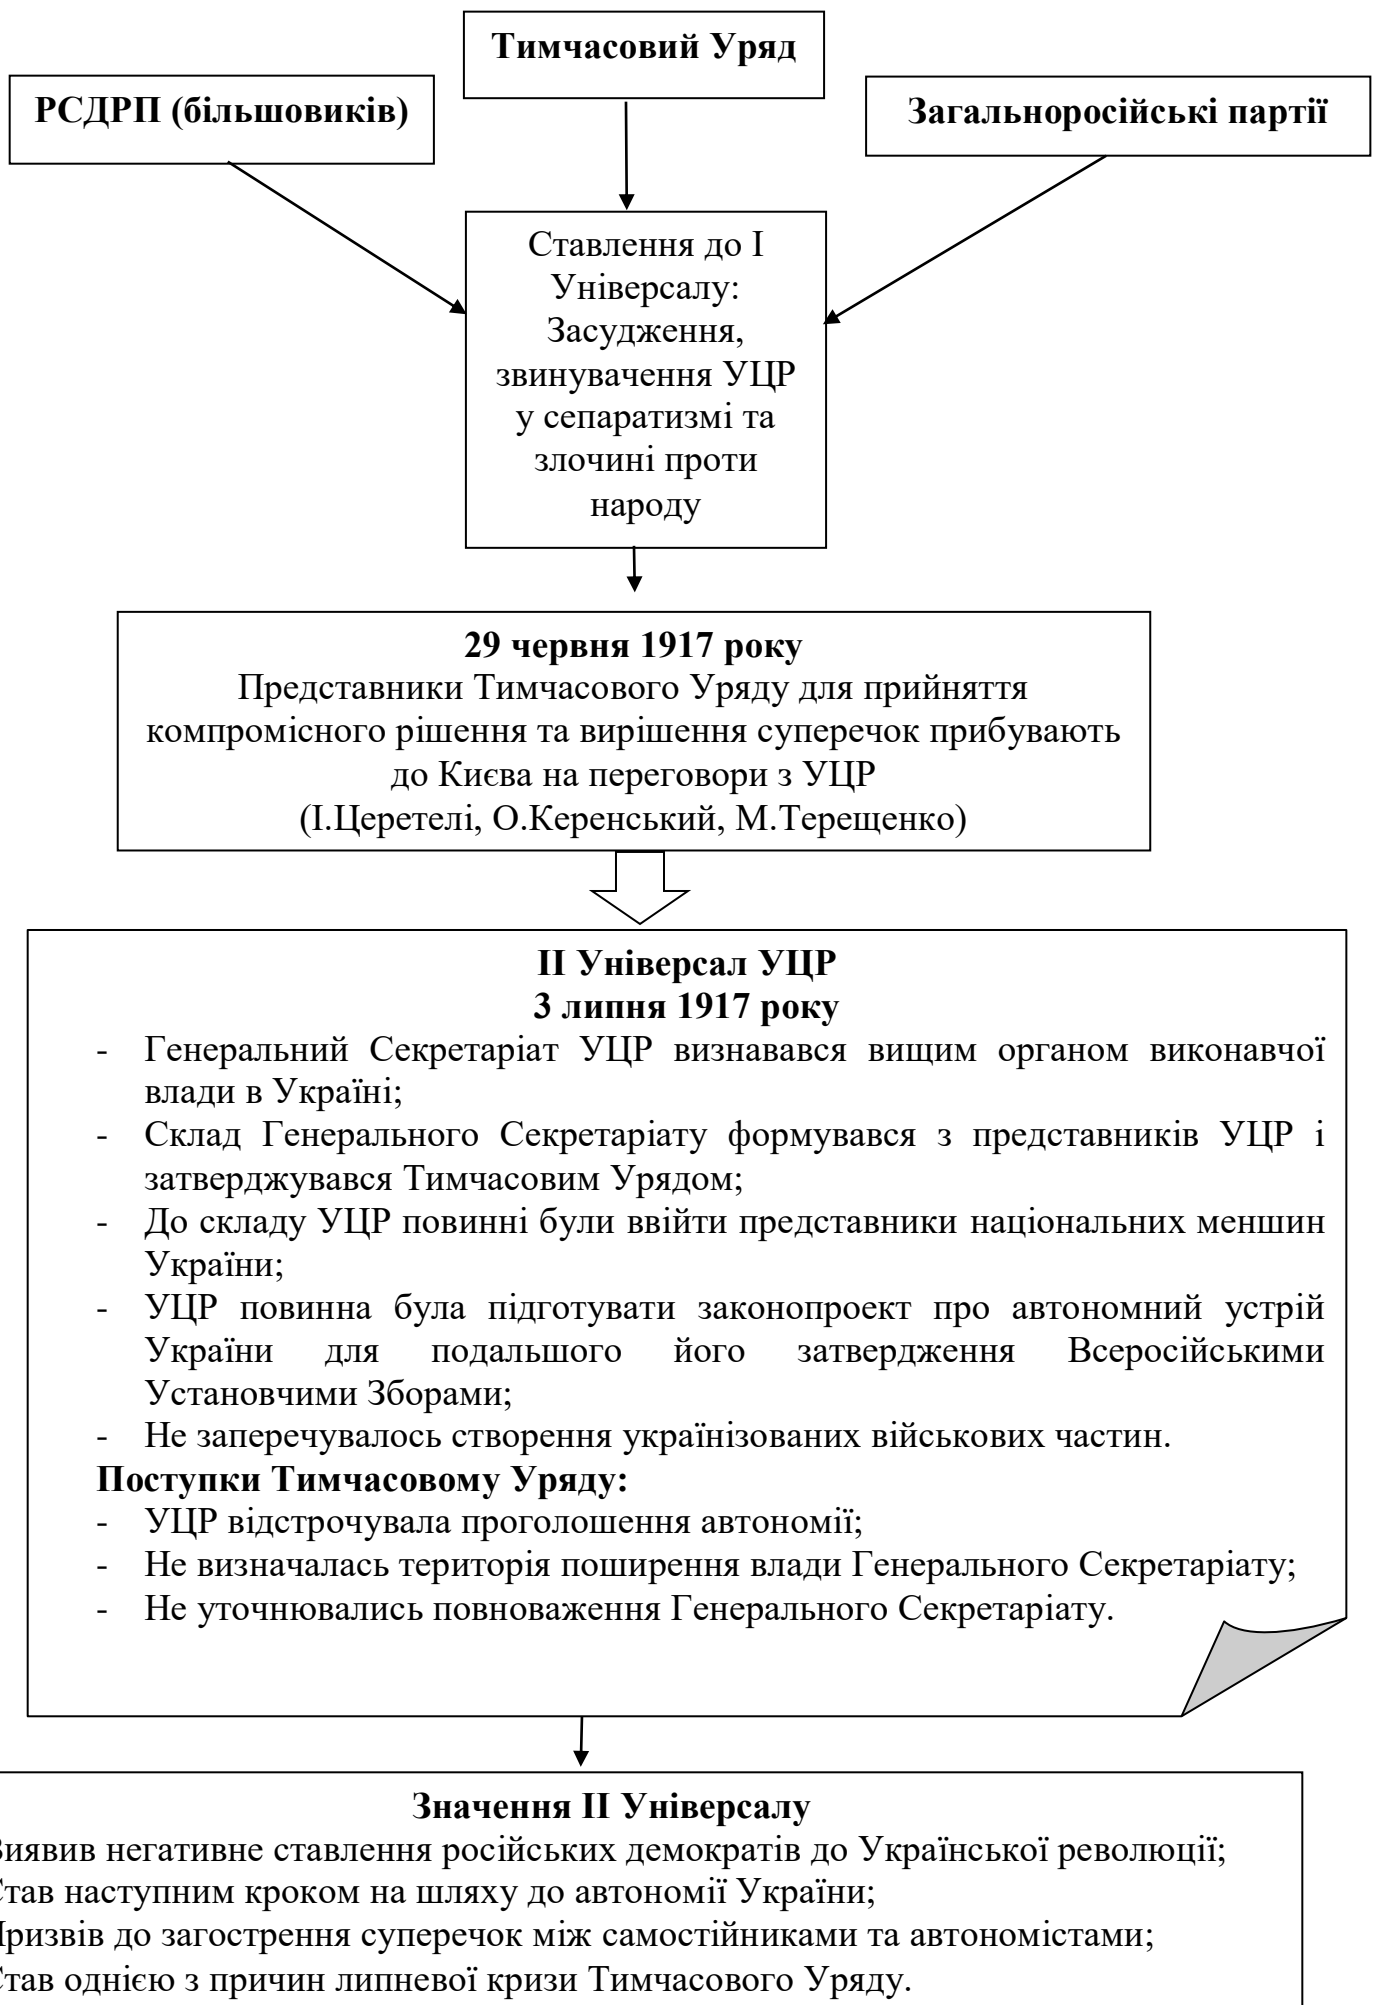 Тимчасовий Уряд
РСДРП (більшовиків)
Загальноросійські партії
Ставлення до І
Універсалу:
Засудження,
звинувачення УЦР
у сепаратизмі та
злочині проти
народу
29 червня 1917 року
Представники Тимчасового Уряду для прийняття
компромісного рішення та вирішення суперечок прибувають
до Києва на переговори з УЦР
(І.Церетелі, О.Керенський, М.Терещенко)
ІІ Універсал УЦР
3 липня 1917 року
- Генеральний Секретаріат УЦР визнавався вищим органом виконавчої
влади в Україні;
- Склад Генерального Секретаріату формувався з представників УЦР і
затверджувався Тимчасовим Урядом;
- До складу УЦР повинні були ввійти представники національних меншин
України;
- УЦР повинна була підготувати законопроект про автономний устрій
України для подальшого його затвердження Всеросійськими
Установчими Зборами;
- Не заперечувалось створення українізованих військових частин.
Поступки Тимчасовому Уряду:
- УЦР відстрочувала проголошення автономії;
- Не визначалась територія поширення влади Генерального Секретаріату;
- Не уточнювались повноваження Генерального Секретаріату.
Значення ІІ Універсалу
Виявив негативне ставлення російських демократів до Української революції;
Став наступним кроком на шляху до автономії України;
Призвів до загострення суперечок між самостійниками та автономістами;
Став однією з причин липневої кризи Тимчасового Уряду.